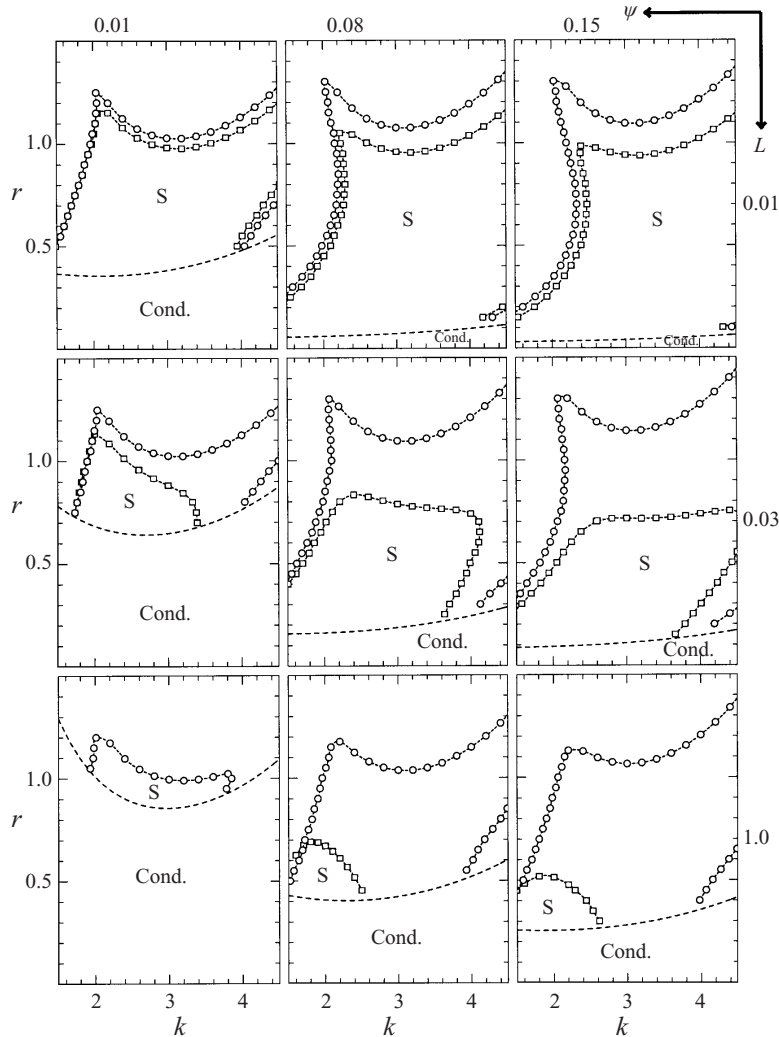 0.01 0.08 0.15 ψ
L
1.0
r S 0.01
0.5 S S
Cond.
Cond. Cond.
1.0
r S 0.03
0.5 S S
Cond.
Cond. Cond.
1.0 S 1.0
r
Cond.
0.5 S S
Cond. Cond.
2 3 4 2 3 4 2 3 4
k k k